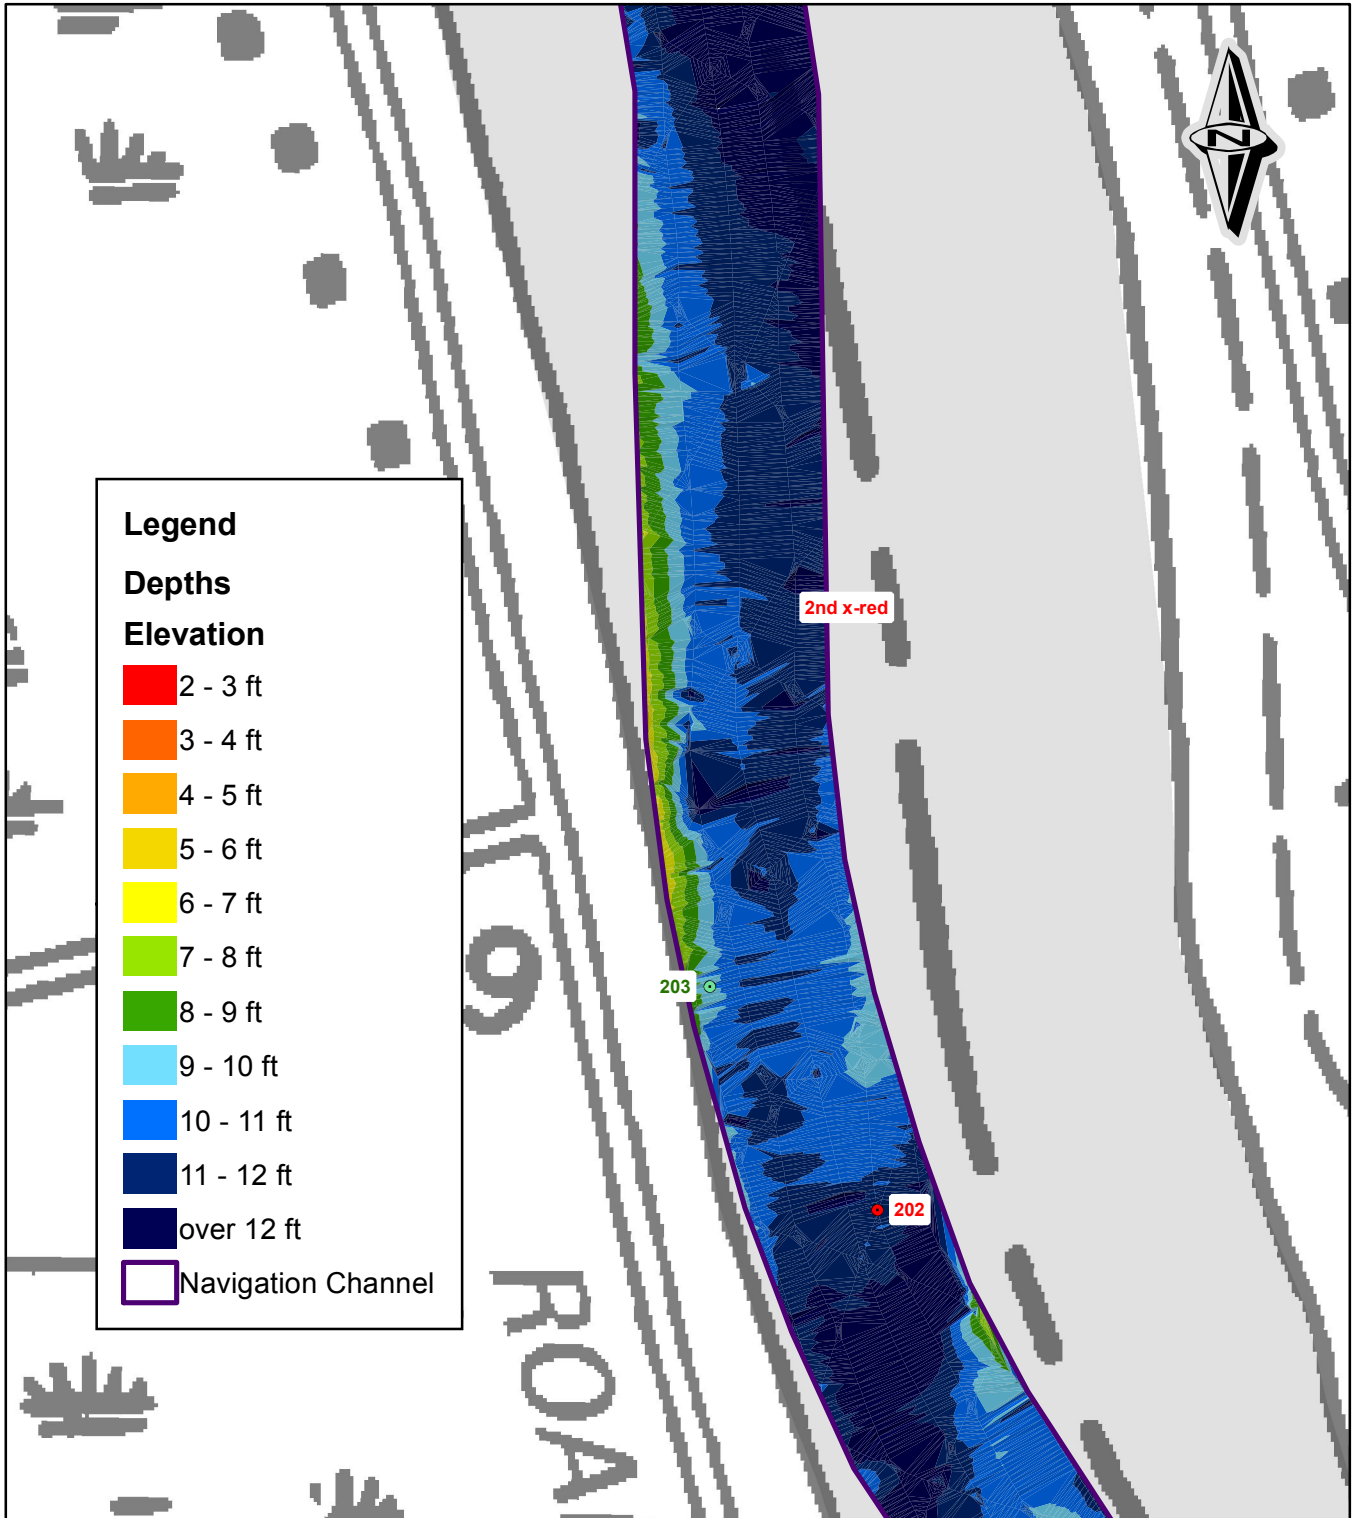 N
2nd x-red
Legend
Depths
Elevation
2 - 3 ft
3 - 4 ft
4 - 5 ft
5 - 6 ft
6 - 7 ft
7 - 8 ft
8 - 9 ft
9 - 10 ft
10 - 11 ft
11 - 12 ft
over 12 ft
Navigation Channel
203
202
ROA